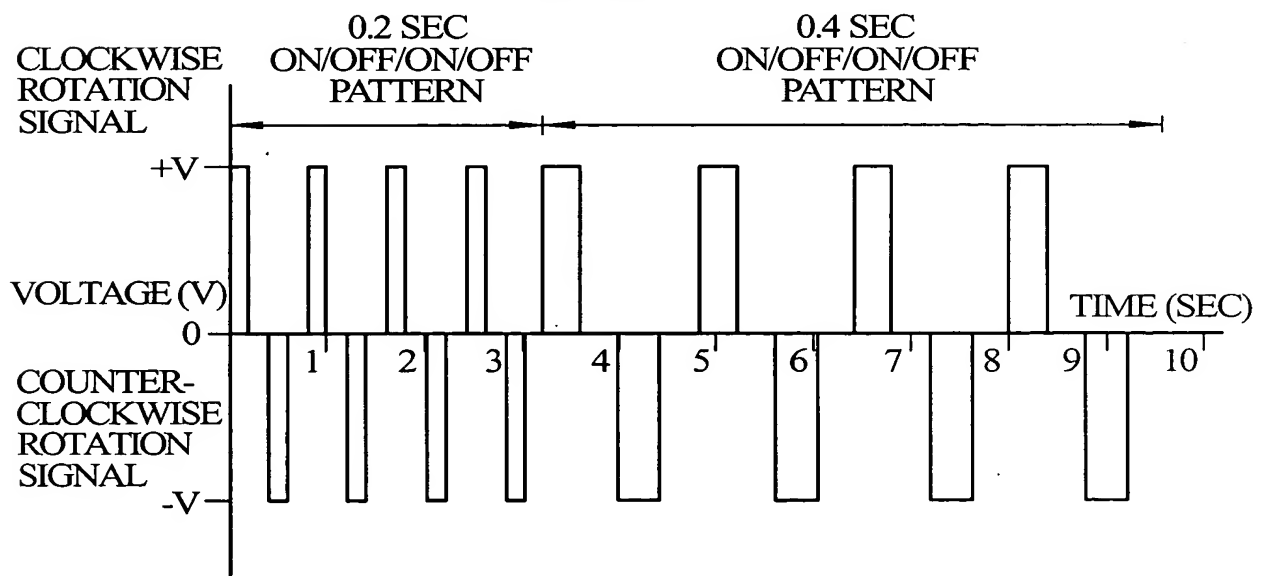 CLOCKWISE
ROTATION
SIGNAL
0.2 SEC
ON/OFF/ON/OFF
PATTERN
0.4 SEC
ON/OFF/ON/OFF
PATTERN
+V
VOLTAGE (V)
0
TIME (SEC)
1 2 3 4 5 6 7 8 9 10
COUNTER-
CLOCKWISE
ROTATION
SIGNAL
-V